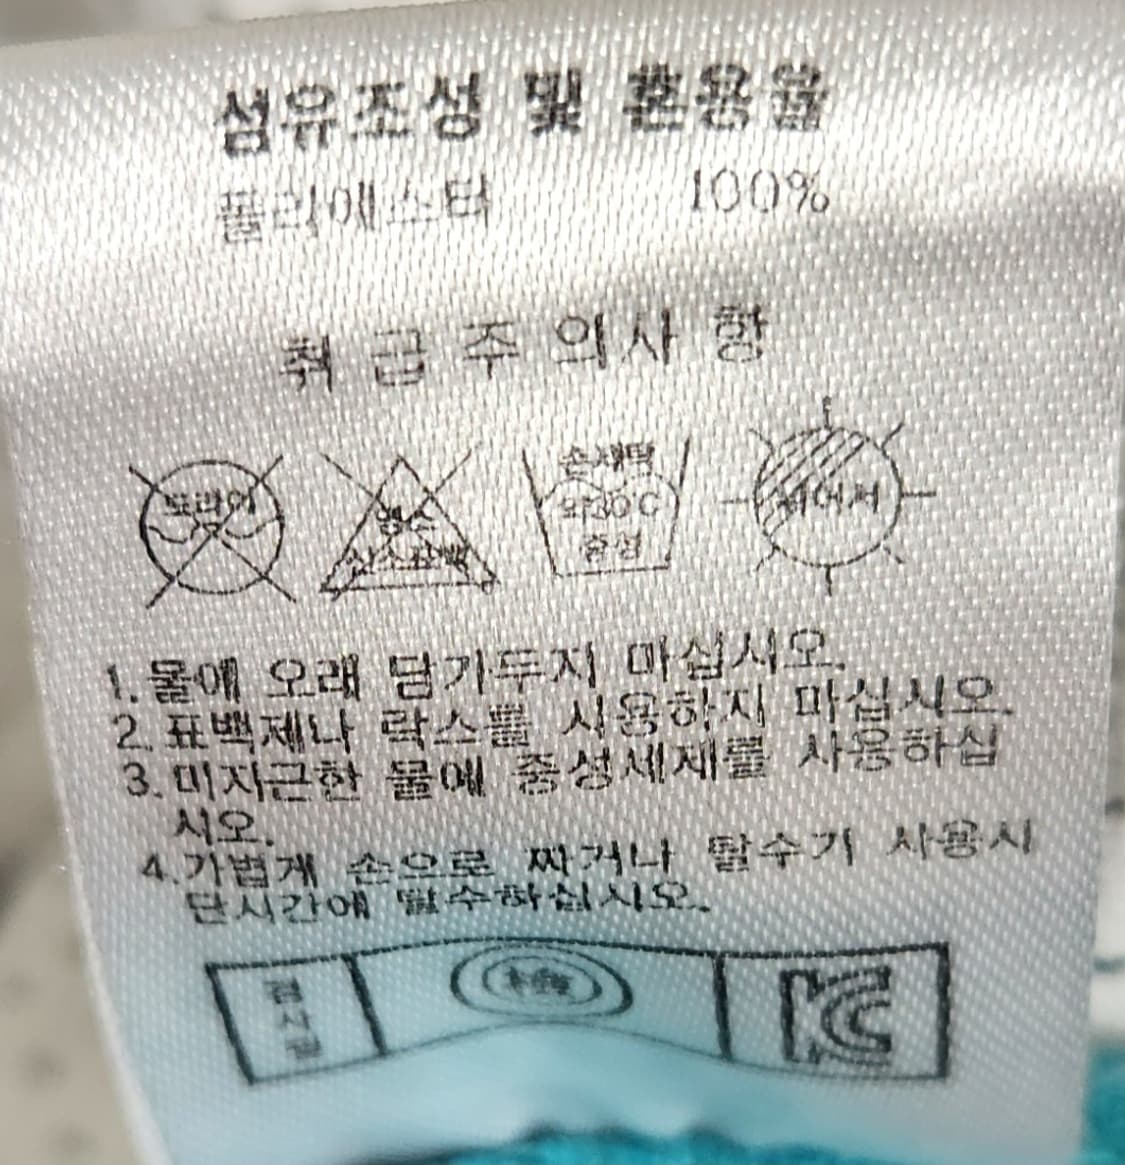 섬유조성 및 혼용율
폴리에스터 100%
취급주의사항
드라이
염소
산소표백
손세탁
약30℃
중성
뉘어서
1.물에 오래 담가두지 마십시오.
2.표백제나 락스를 사용하지 마십시오.
3.미지근한 물에 중성세제를 사용하십
시오.
4.가볍게 손으로 짜거나 탈수기 사용시
단시간에 탈수하십시오.
검사필
KC